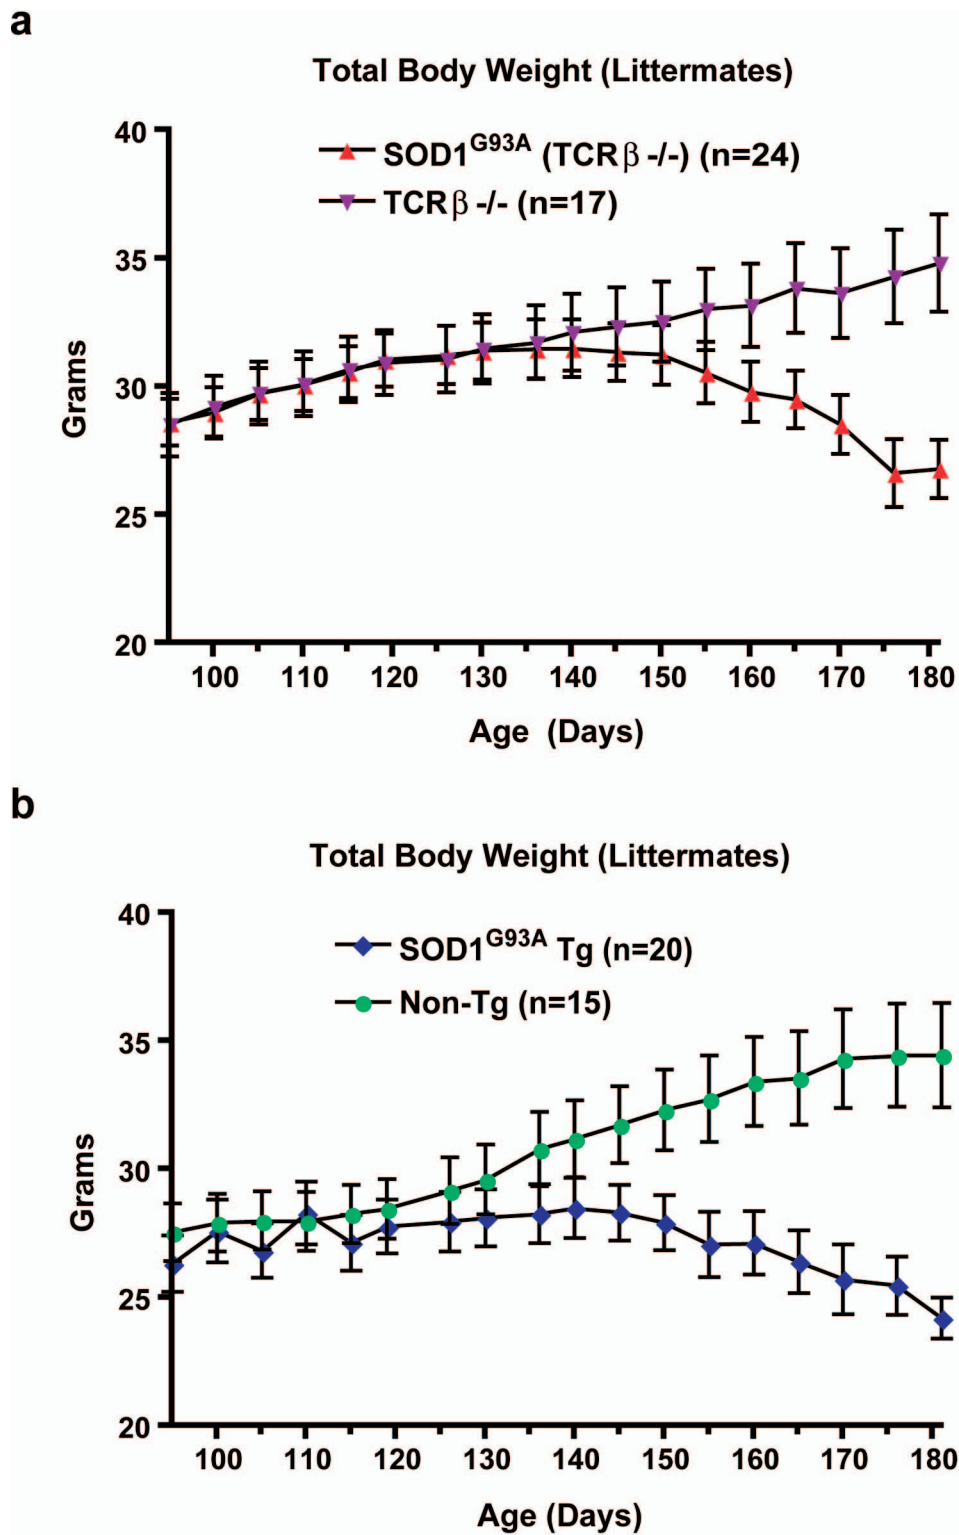 a
Total Body Weight (Littermates)
SOD1G93A (TCRβ -/-) (n=24)
TCRβ -/- (n=17)
40
35
30
25
20
Grams
100 110 120 130 140 150 160 170 180
Age (Days)
b
Total Body Weight (Littermates)
SOD1G93A Tg (n=20)
Non-Tg (n=15)
40
35
30
25
20
Grams
100 110 120 130 140 150 160 170 180
Age (Days)